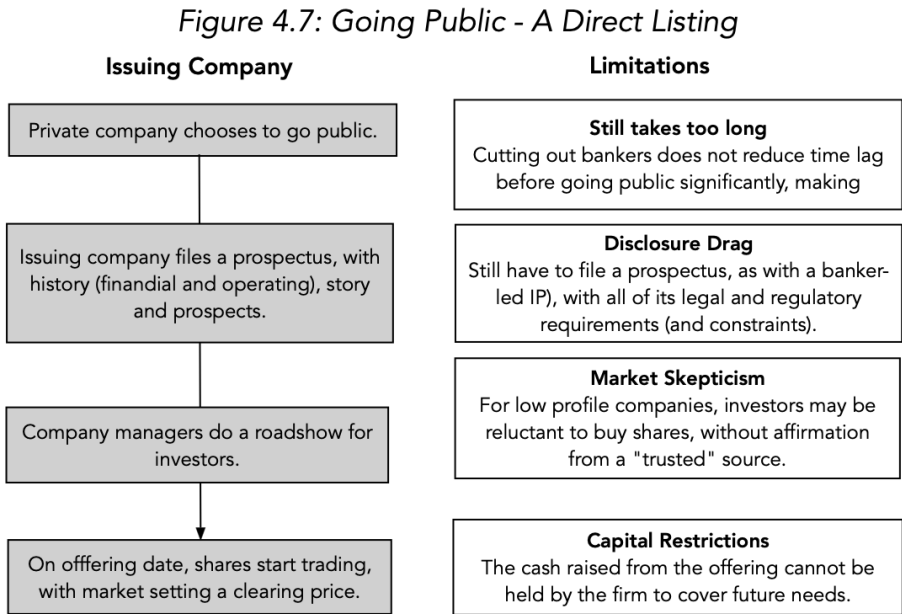 Figure 4.7: Going Public - A Direct Listing
Issuing Company
Private company chooses to go public.
Issuing company files a prospectus, with
history (finandial and operating), story
and prospects.
Company managers do a roadshow for
investors.
On offfering date, shares start trading,
with market setting a clearing price.
Limitations
Still takes too long
Cutting out bankers does not reduce time lag
before going public significantly, making
Disclosure Drag
Still have to file a prospectus, as with a banker-
led IP), with all of its legal and regulatory
requirements (and constraints).
Market Skepticism
For low profile companies, investors may be
reluctant to buy shares, without affirmation
from a "trusted" source.
Capital Restrictions
The cash raised from the offering cannot be
held by the firm to cover future needs.